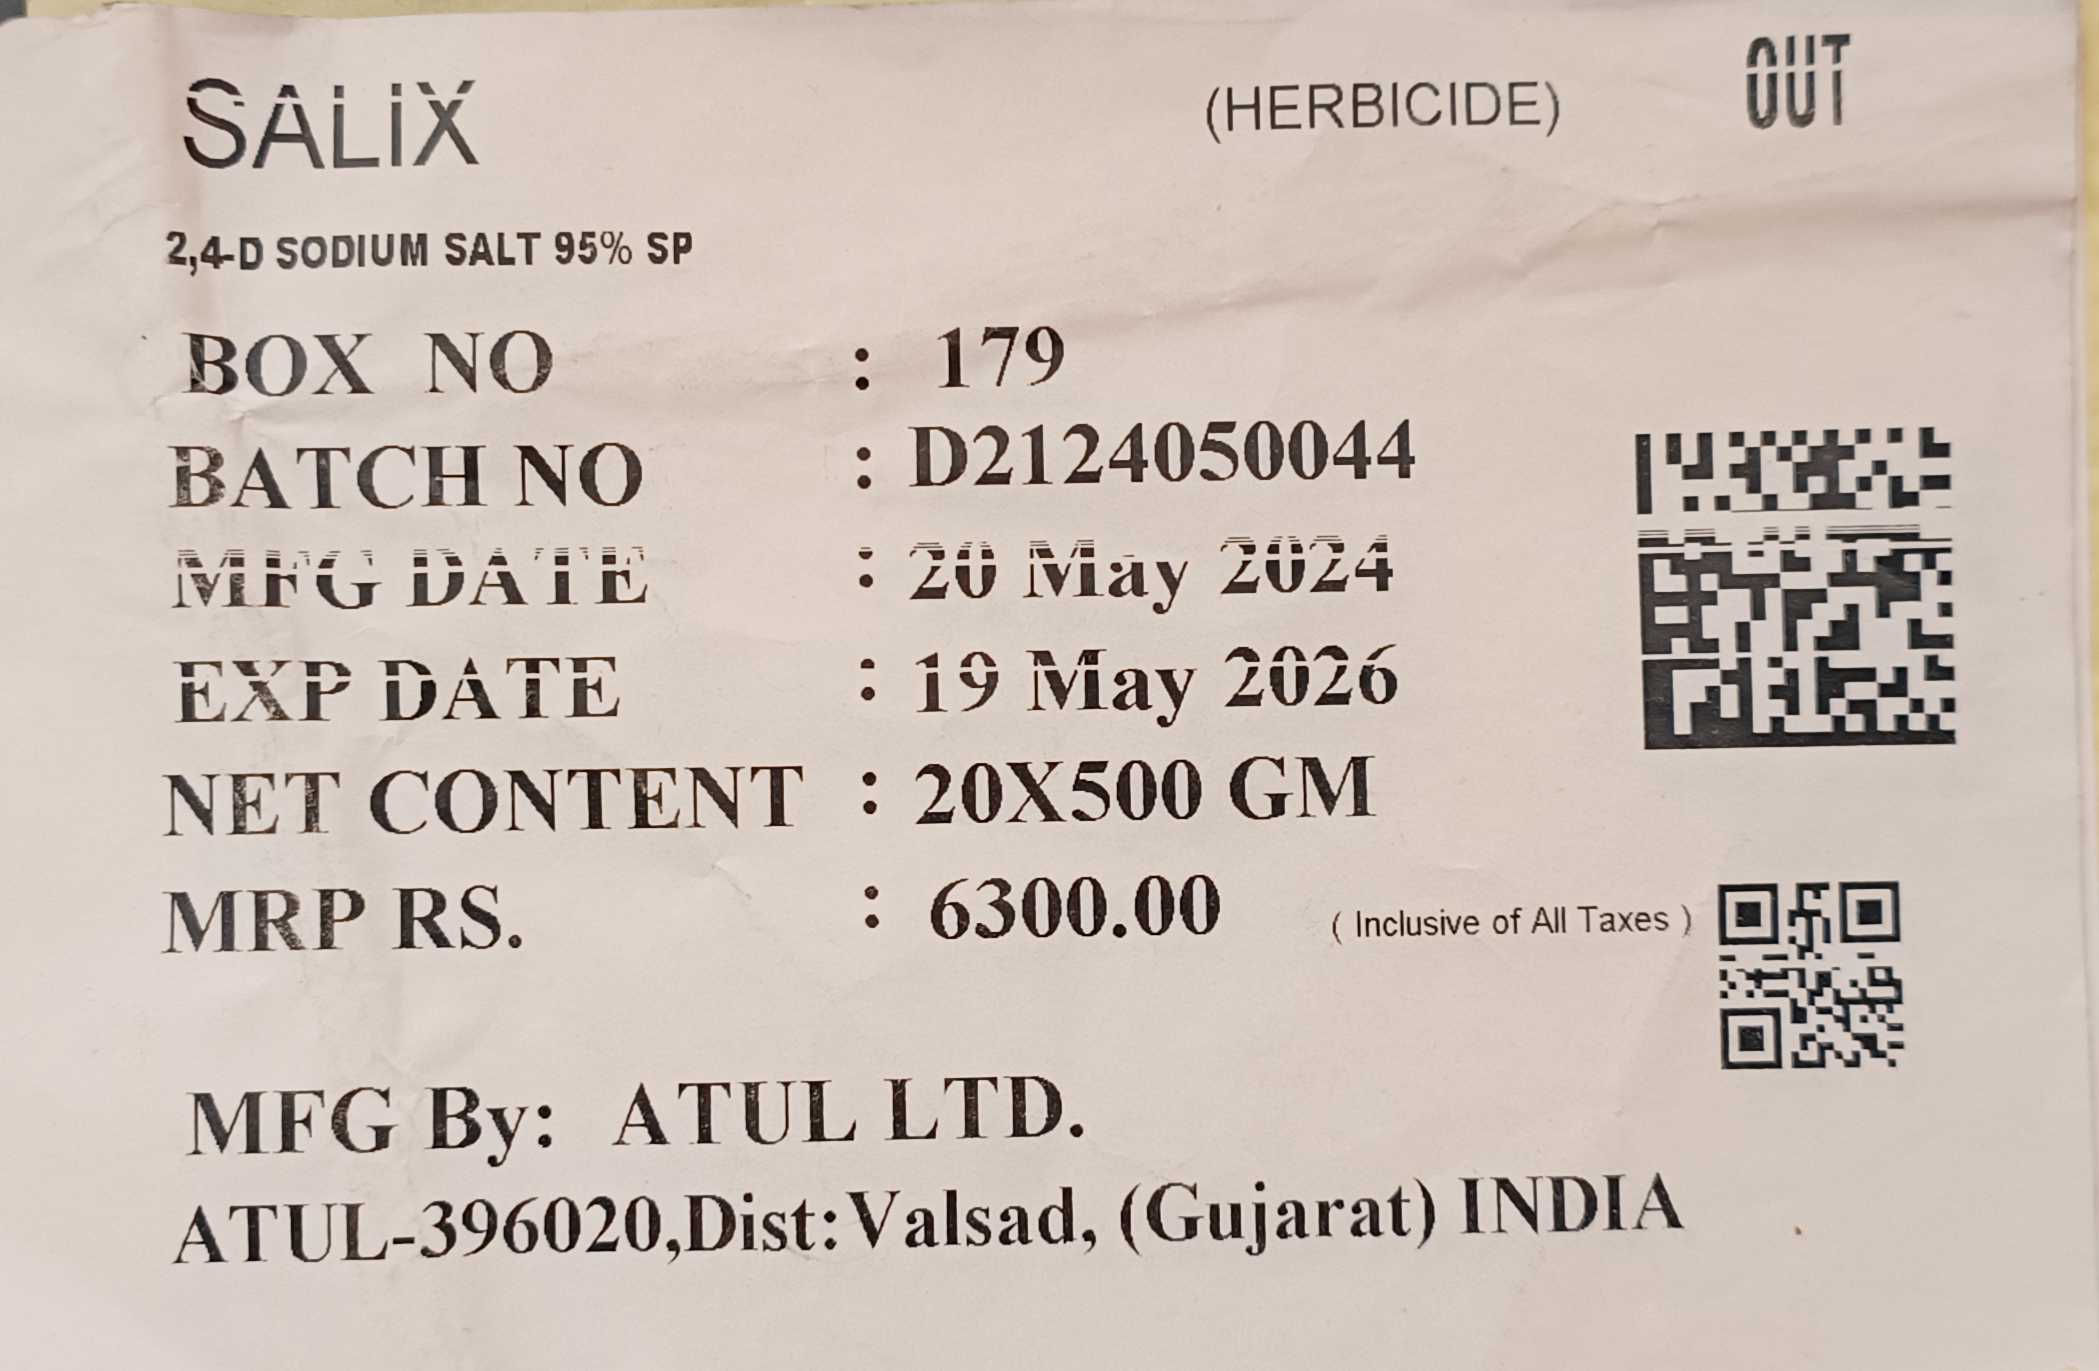 SALIX (HERBICIDE) OUT
2,4-D SODIUM SALT 95% SP
BOX NO : 179
BATCH NO : D2124050044
MFG DATE : 20 May 2024
EXP DATE : 19 May 2026
NET CONTENT : 20X500 GM
MRP RS. : 6300.00 ( Inclusive of All Taxes )
MFG By: ATUL LTD.
ATUL-396020,Dist:Valsad, (Gujarat) INDIA